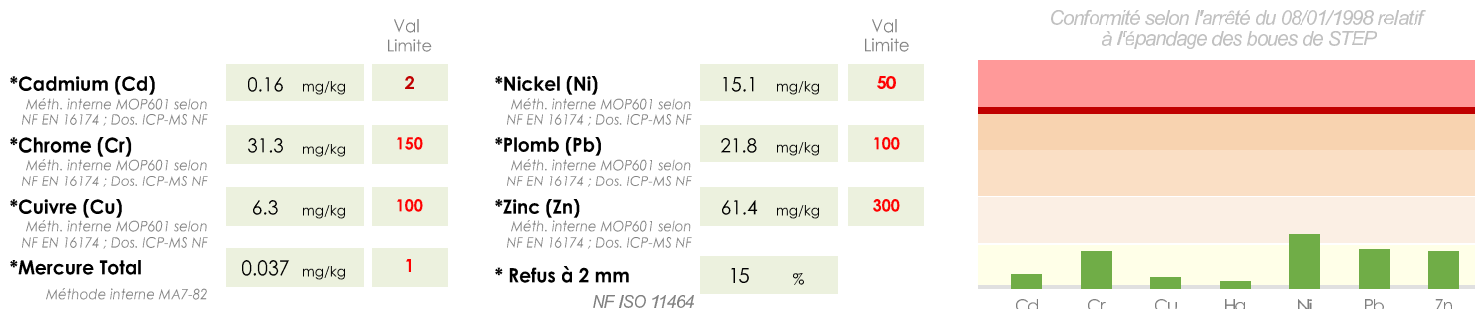 Val
Limite
*Cadmium (Cd) 0.16 mg/kg 2
Méth. interne MOP601 selon
NF EN 16174 ; Dos. ICP-MS NF
*Chrome (Cr) 31.3 mg/kg 150
Méth. interne MOP601 selon
NF EN 16174 ; Dos. ICP-MS NF
*Cuivre (Cu) 6.3 mg/kg 100
Méth. interne MOP601 selon
NF EN 16174 ; Dos. ICP-MS NF
*Mercure Total 0.037 mg/kg 1
Méthode interne MA7-82
Val
Limite
*Nickel (Ni) 15.1 mg/kg 50
Méth. interne MOP601 selon
NF EN 16174 ; Dos. ICP-MS NF
*Plomb (Pb) 21.8 mg/kg 100
Méth. interne MOP601 selon
NF EN 16174 ; Dos. ICP-MS NF
*Zinc (Zn) 61.4 mg/kg 300
Méth. interne MOP601 selon
NF EN 16174 ; Dos. ICP-MS NF
* Refus à 2 mm 15 %
NF ISO 11464
Conformité selon l'arrêté du 08/01/1998 relatif
à l'épandage des boues de STEP
Cd Cr Cu Hg Ni Pb Zn